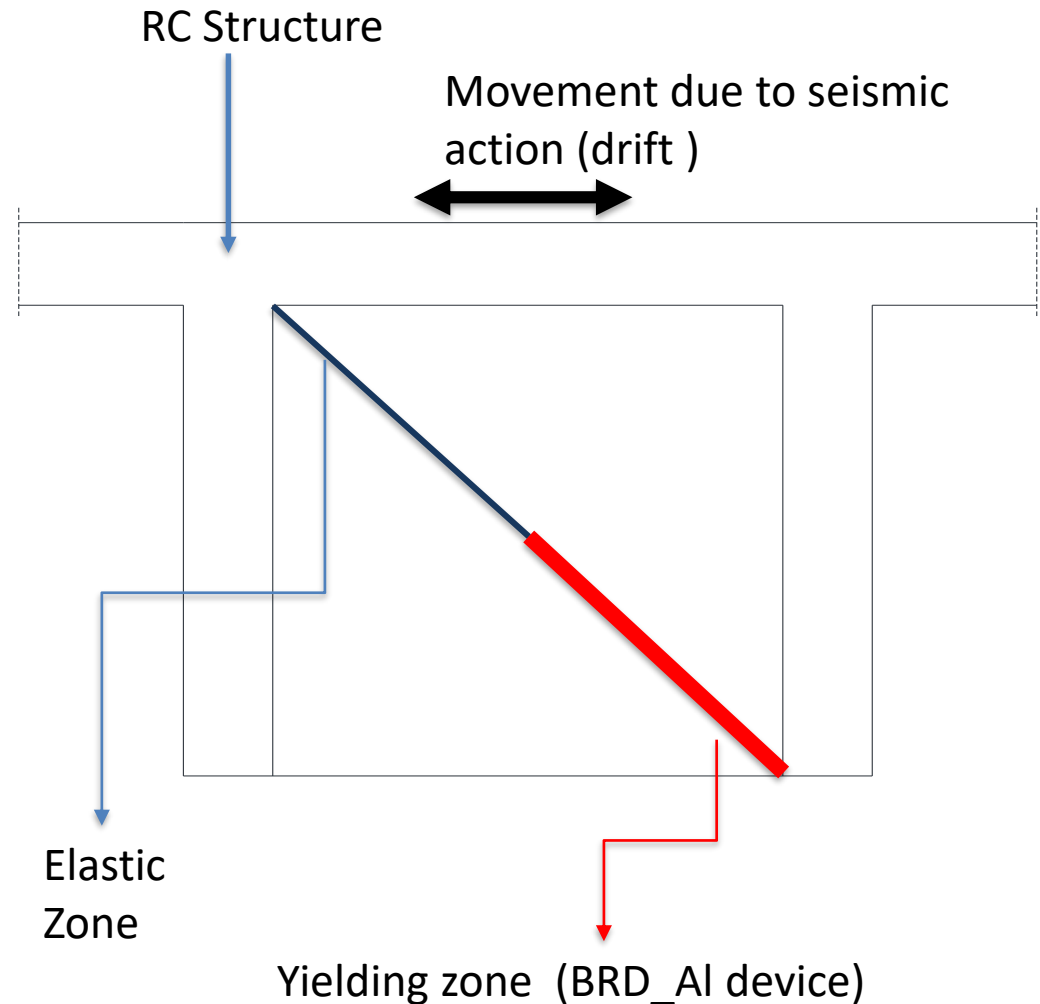 RC Structure
Movement due to seismic
action (drift )
Elastic
Zone
Yielding zone  (BRD_Al device)